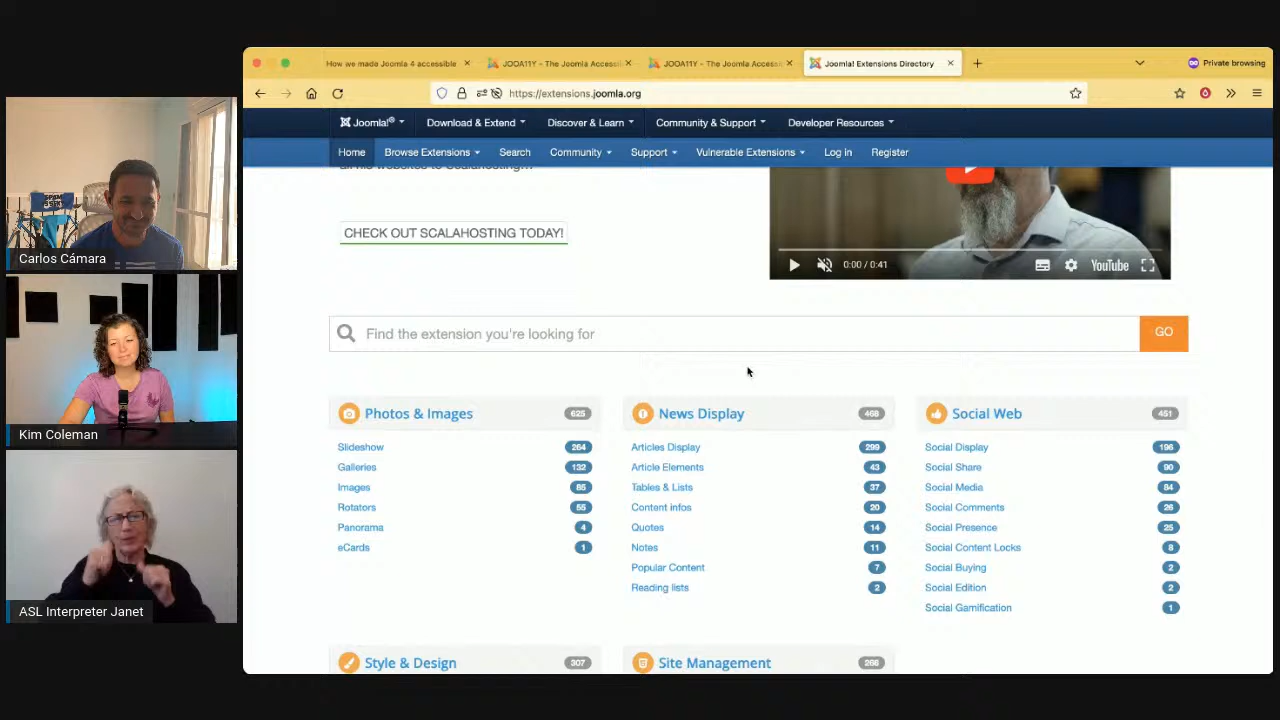 How we made Joomla 4 accessible
JOOA11Y - The Joomla Accessi
JOOA11Y - The Joomla Access
Joomla! Extensions Directory
Private browsing
https://extensions.joomla.org
Joomla!®
Download & Extend
Discover & Learn
Community & Support
Developer Resources
Home
Browse Extensions
Search
Community
Support
Vulnerable Extensions
Log in
Register
CHECK OUT SCALAHOSTING TODAY!
0:00 / 0:41
YouTube
Find the extension you're looking for
GO
Photos & Images 625
Slideshow 264
Galleries 132
Images 85
Rotators 55
Panorama 4
eCards 1
News Display 468
Articles Display 299
Article Elements 43
Tables & Lists 37
Content infos 20
Quotes 14
Notes 11
Popular Content 7
Reading lists 2
Social Web 451
Social Display 196
Social Share 90
Social Media 84
Social Comments 26
Social Presence 25
Social Content Locks 8
Social Buying 2
Social Edition 2
Social Gamification 1
Style & Design 307
Site Management 266
Carlos Cámara
Kim Coleman
ASL Interpreter Janet